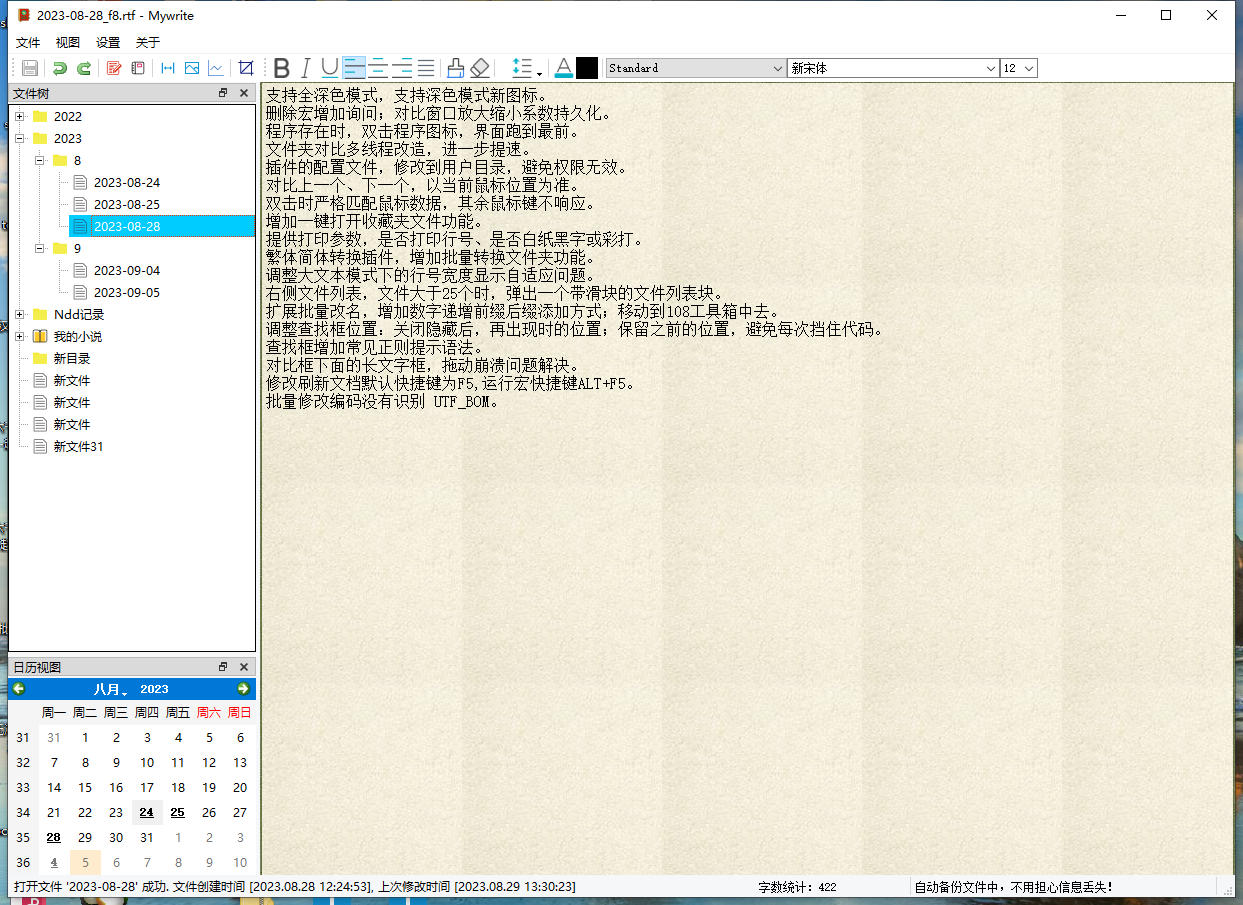 2023-08-28_f8.rtf - Mywrite
文件 视图 设置 关于
B I U A Standard 新宋体 12
文件树
2022
2023
8
2023-08-24
2023-08-25
2023-08-28
9
2023-09-04
2023-09-05
Ndd记录
我的小说
新目录
新文件
新文件
新文件
新文件31
支持全深色模式，支持深色模式新图标。
删除宏增加询问；对比窗口放大缩小系数持久化。
程序存在时，双击程序图标，界面跑到最前。
文件夹对比多线程改造，进一步提速。
插件的配置文件，修改到用户目录，避免权限无效。
对比上一个、下一个，以当前鼠标位置为准。
双击时严格匹配鼠标数据，其余鼠标键不响应。
增加一键打开收藏夹文件功能。
提供打印参数，是否打印行号、是否白纸黑字或彩打。
繁体简体转换插件，增加批量转换文件夹功能。
调整大文本模式下的行号宽度显示自适应问题。
右侧文件列表，文件大于25个时，弹出一个带滑块的文件列表块。
扩展批量改名，增加数字递增前缀后缀添加方式；移动到108工具箱中去。
调整查找框位置：关闭隐藏后，再出现时的位置；保留之前的位置，避免每次挡住代码。
查找框增加常见正则提示语法。
对比框下面的长文字框，拖动崩溃问题解决。
修改刷新文档默认快捷键为F5,运行宏快捷键ALT+F5。
批量修改编码没有识别 UTF_BOM。
日历视图
八月 2023
周一 周二 周三 周四 周五 周六 周日
31 31 1 2 3 4 5 6
32 7 8 9 10 11 12 13
33 14 15 16 17 18 19 20
34 21 22 23 24 25 26 27
35 28 29 30 31 1 2 3
36 4 5 6 7 8 9 10
打开文件 '2023-08-28' 成功. 文件创建时间 [2023.08.28 12:24:53], 上次修改时间 [2023.08.29 13:30:23] 字数统计：422 自动备份文件中，不用担心信息丢失！